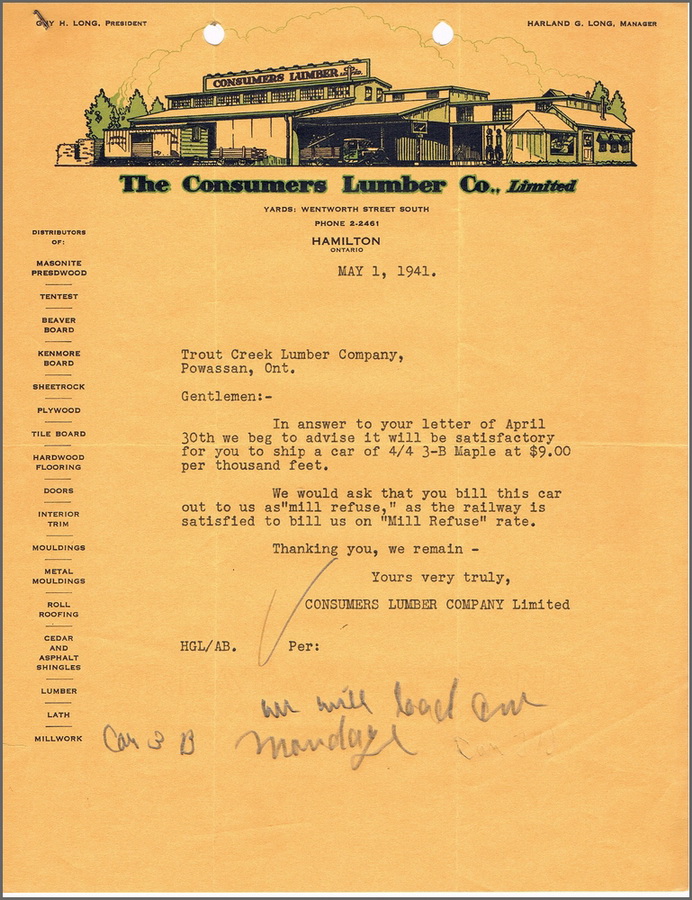 GUY H. LONG, PRESIDENT
HARLAND G. LONG, MANAGER
CONSUMERS LUMBER Co. Ltd.
The Consumers Lumber Co., Limited
YARDS: WENTWORTH STREET SOUTH
PHONE 2-2461
HAMILTON
ONTARIO
MAY 1, 1941.
DISTRIBUTORS
OF:
MASONITE
PRESDWOOD
TENTEST
BEAVER
BOARD
KENMORE
BOARD
SHEETROCK
PLYWOOD
TILE BOARD
HARDWOOD
FLOORING
DOORS
INTERIOR
TRIM
MOULDINGS
METAL
MOULDINGS
ROLL
ROOFING
CEDAR
AND
ASPHALT
SHINGLES
LUMBER
LATH
MILLWORK
Trout Creek Lumber Company,
Powassan, Ont.
Gentlemen:-
In answer to your letter of April
30th we beg to advise it will be satisfactory
for you to ship a car of 4/4 3-B Maple at $9.00
per thousand feet.
We would ask that you bill this car
out to us as"mill refuse," as the railway is
satisfied to bill us on "Mill Refuse" rate.
Thanking you, we remain -
Yours very truly,
CONSUMERS LUMBER COMPANY Limited
HGL/AB.
Per:
we will load
Car 3 B